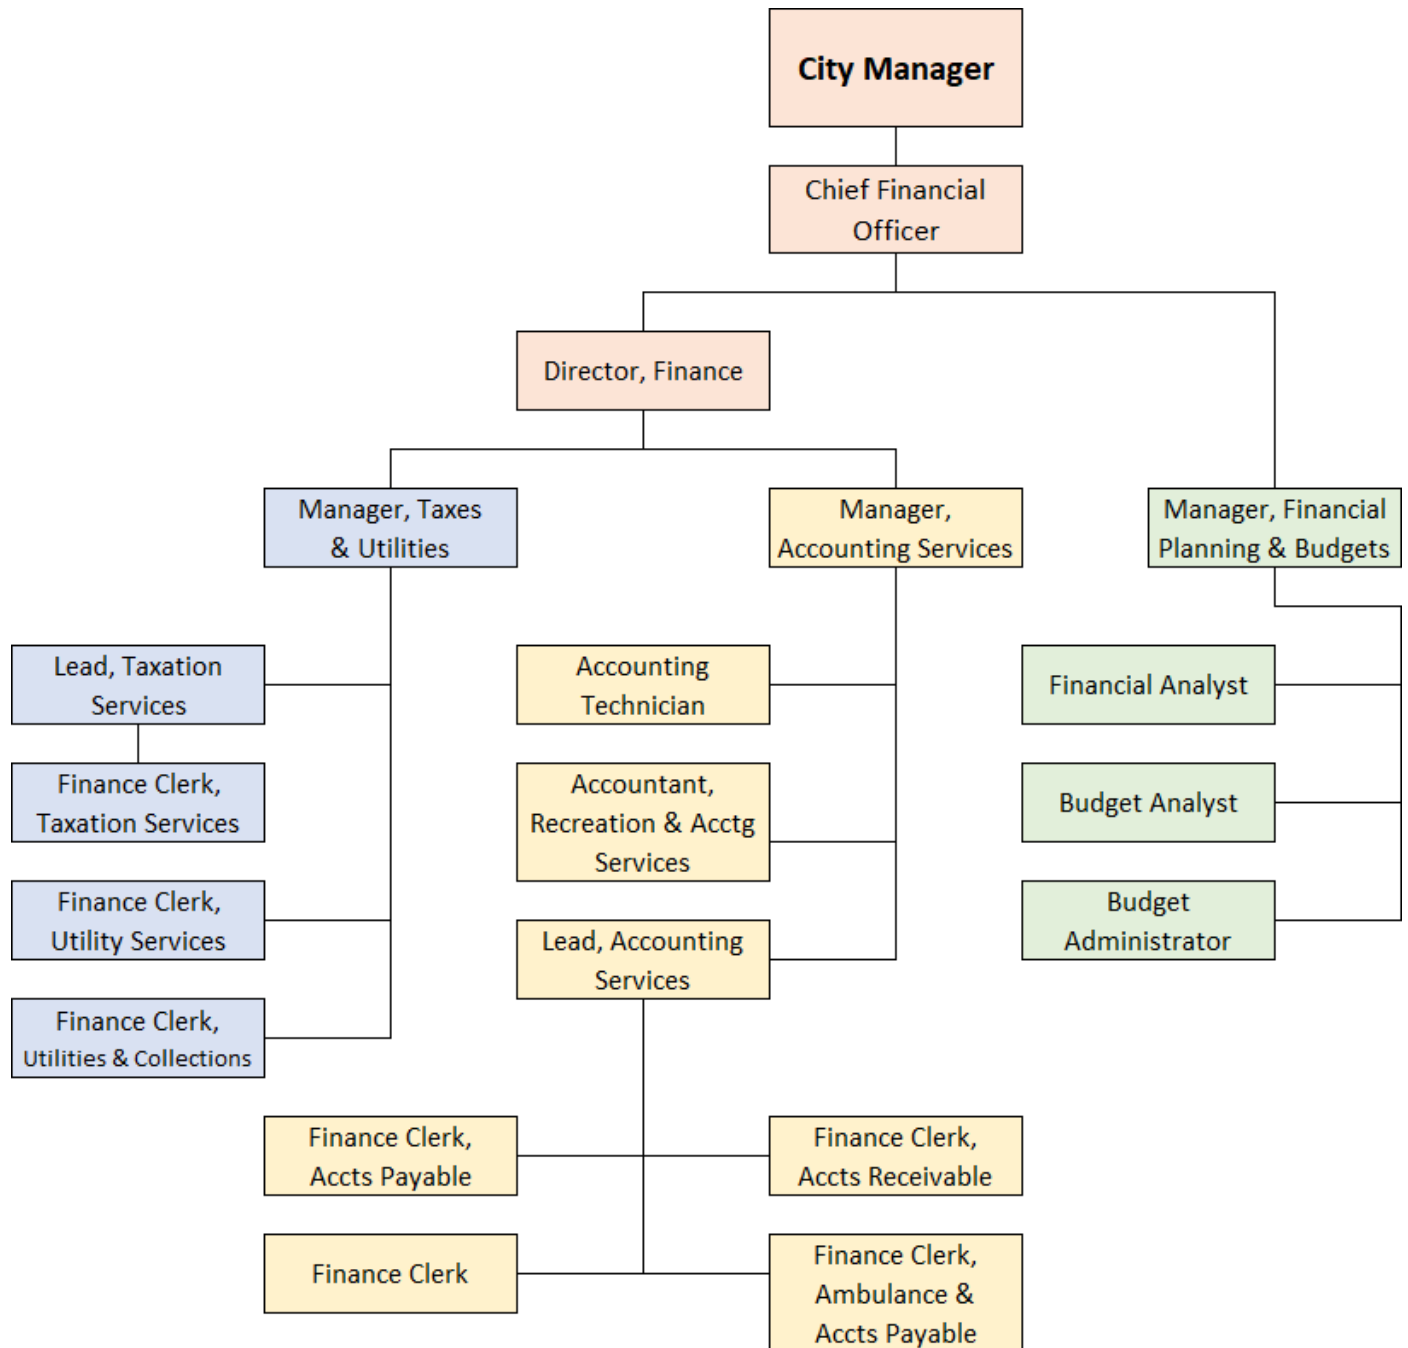 City Manager
Chief Financial
Officer
Director, Finance
Manager, Taxes
& Utilities
Manager,
Accounting Services
Manager, Financial
Planning & Budgets
Lead, Taxation
Services
Accounting
Technician
Financial Analyst
Finance Clerk,
Taxation Services
Accountant,
Recreation & Acctg
Services
Budget Analyst
Finance Clerk,
Utility Services
Lead, Accounting
Services
Budget
Administrator
Finance Clerk,
Utilities & Collections
Finance Clerk,
Accts Payable
Finance Clerk,
Accts Receivable
Finance Clerk
Finance Clerk,
Ambulance &
Accts Payable